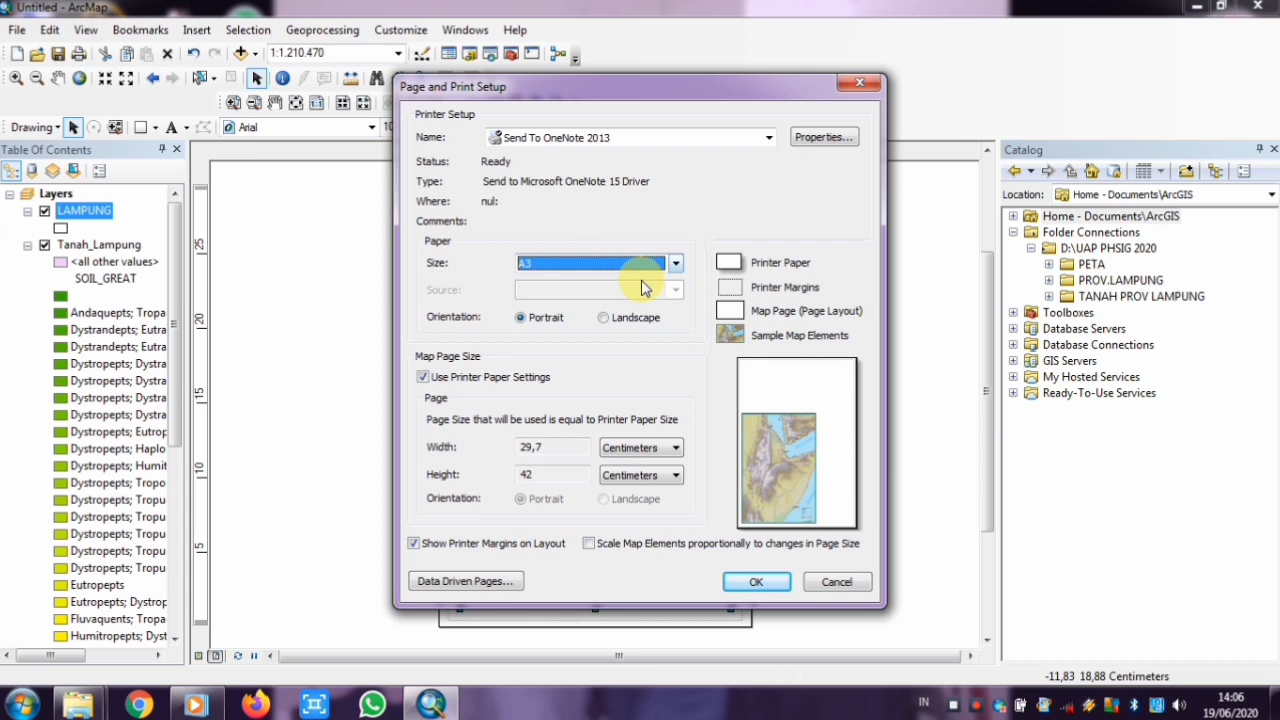 Untitled - ArcMap
File Edit View Bookmarks Insert Selection Geoprocessing Customize Windows Help
1:1.210.470
Drawing Arial 10
Table Of Contents
Layers
LAMPUNG
Tanah_Lampung
<all other values>
SOIL_GREAT
Andaquepts; Tropa
Dystrandepts; Eutra
Dystrandepts; Eutra
Dystropepts; Dystra
Dystropepts; Dystra
Dystropepts; Dystra
Dystropepts; Dystra
Dystropepts; Eutrop
Dystropepts; Haplo
Dystropepts; Humit
Dystropepts; Tropu
Dystropepts; Tropu
Dystropepts; Tropu
Dystropepts; Tropu
Dystropepts; Tropu
Eutropepts
Eutropepts; Dystrop
Fluvaquents; Tropa
Humitropepts; Dyst
25
20
15
10
5
Page and Print Setup
Printer Setup
Name: Send To OneNote 2013 Properties...
Status: Ready
Type: Send to Microsoft OneNote 15 Driver
Where: nul:
Comments:
Paper
Size: A3
Source:
Orientation: Portrait Landscape
Printer Paper
Printer Margins
Map Page (Page Layout)
Sample Map Elements
Map Page Size
Use Printer Paper Settings
Page
Page Size that will be used is equal to Printer Paper Size
Width: 29,7 Centimeters
Height: 42 Centimeters
Orientation: Portrait Landscape
Show Printer Margins on Layout Scale Map Elements proportionally to changes in Page Size
Data Driven Pages... OK Cancel
Catalog
Location: Home - Documents\ArcGIS
Home - Documents\ArcGIS
Folder Connections
D:\UAP PHSIG 2020
PETA
PROV.LAMPUNG
TANAH PROV LAMPUNG
Toolboxes
Database Servers
Database Connections
GIS Servers
My Hosted Services
Ready-To-Use Services
-11,83 18,88 Centimeters
IN
14:06
19/06/2020